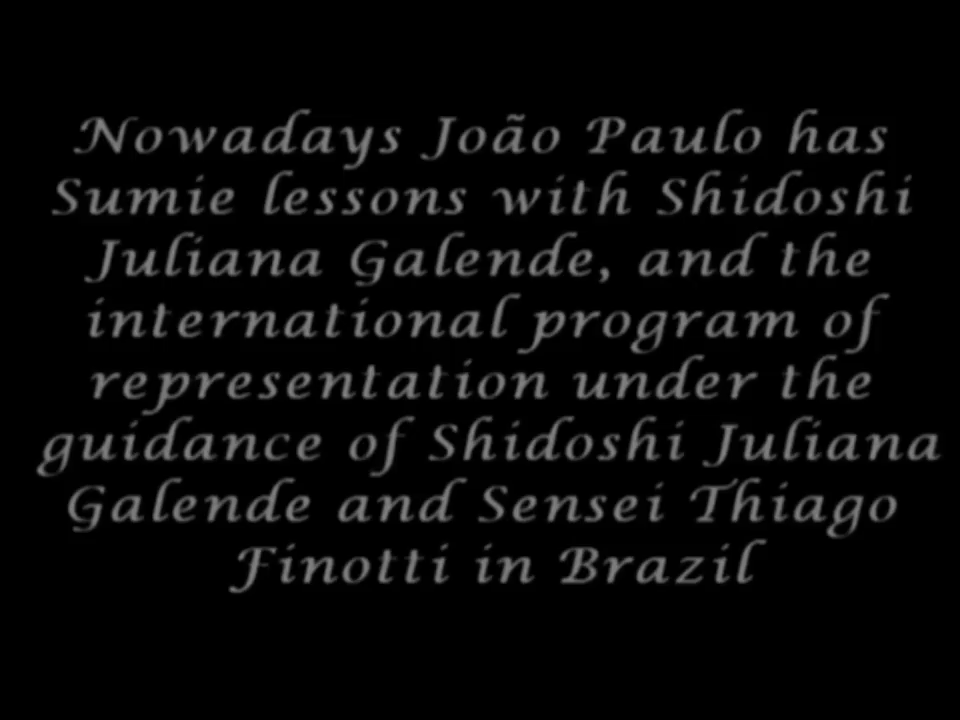 Nowadays João Paulo has
Sumie lessons with Shidoshi
Juliana Galende, and the
international program of
representation under the
guidance of Shidoshi Juliana
Galende and Sensei Thiago
Finotti in Brazil